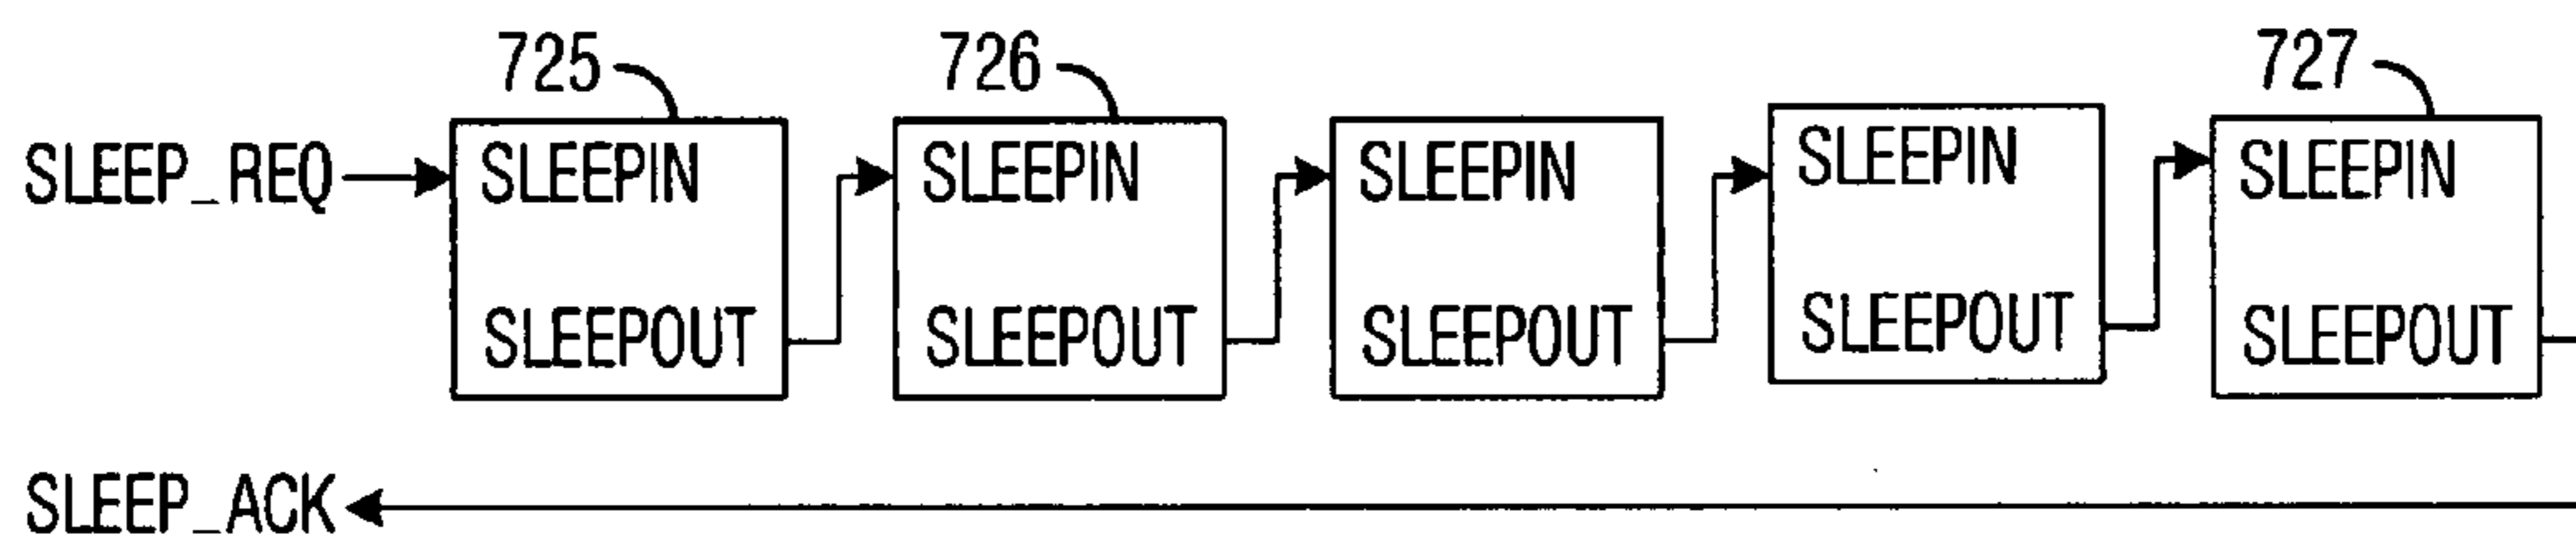 725 726 727
SLEEP_REQ SLEEPIN SLEEPIN SLEEPIN SLEEPIN SLEEPIN
SLEEPOUT SLEEPOUT SLEEPOUT SLEEPOUT SLEEPOUT
SLEEP_ACK